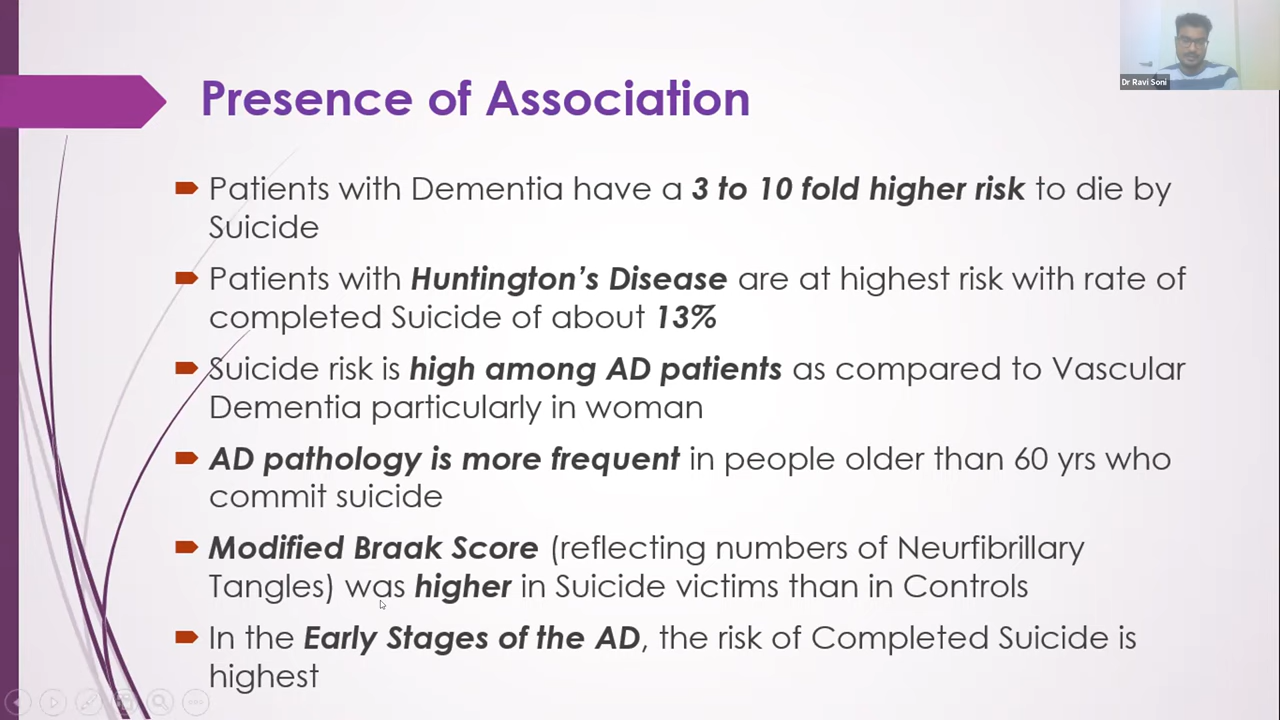 Dr Ravi Soni
Presence of Association
Patients with Dementia have a 3 to 10 fold higher risk to die by
Suicide
Patients with Huntington's Disease are at highest risk with rate of
completed Suicide of about 13%
Suicide risk is high among AD patients as compared to Vascular
Dementia particularly in woman
AD pathology is more frequent in people older than 60 yrs who
commit suicide
Modified Braak Score (reflecting numbers of Neurfibrillary
Tangles) was higher in Suicide victims than in Controls
In the Early Stages of the AD, the risk of Completed Suicide is
highest